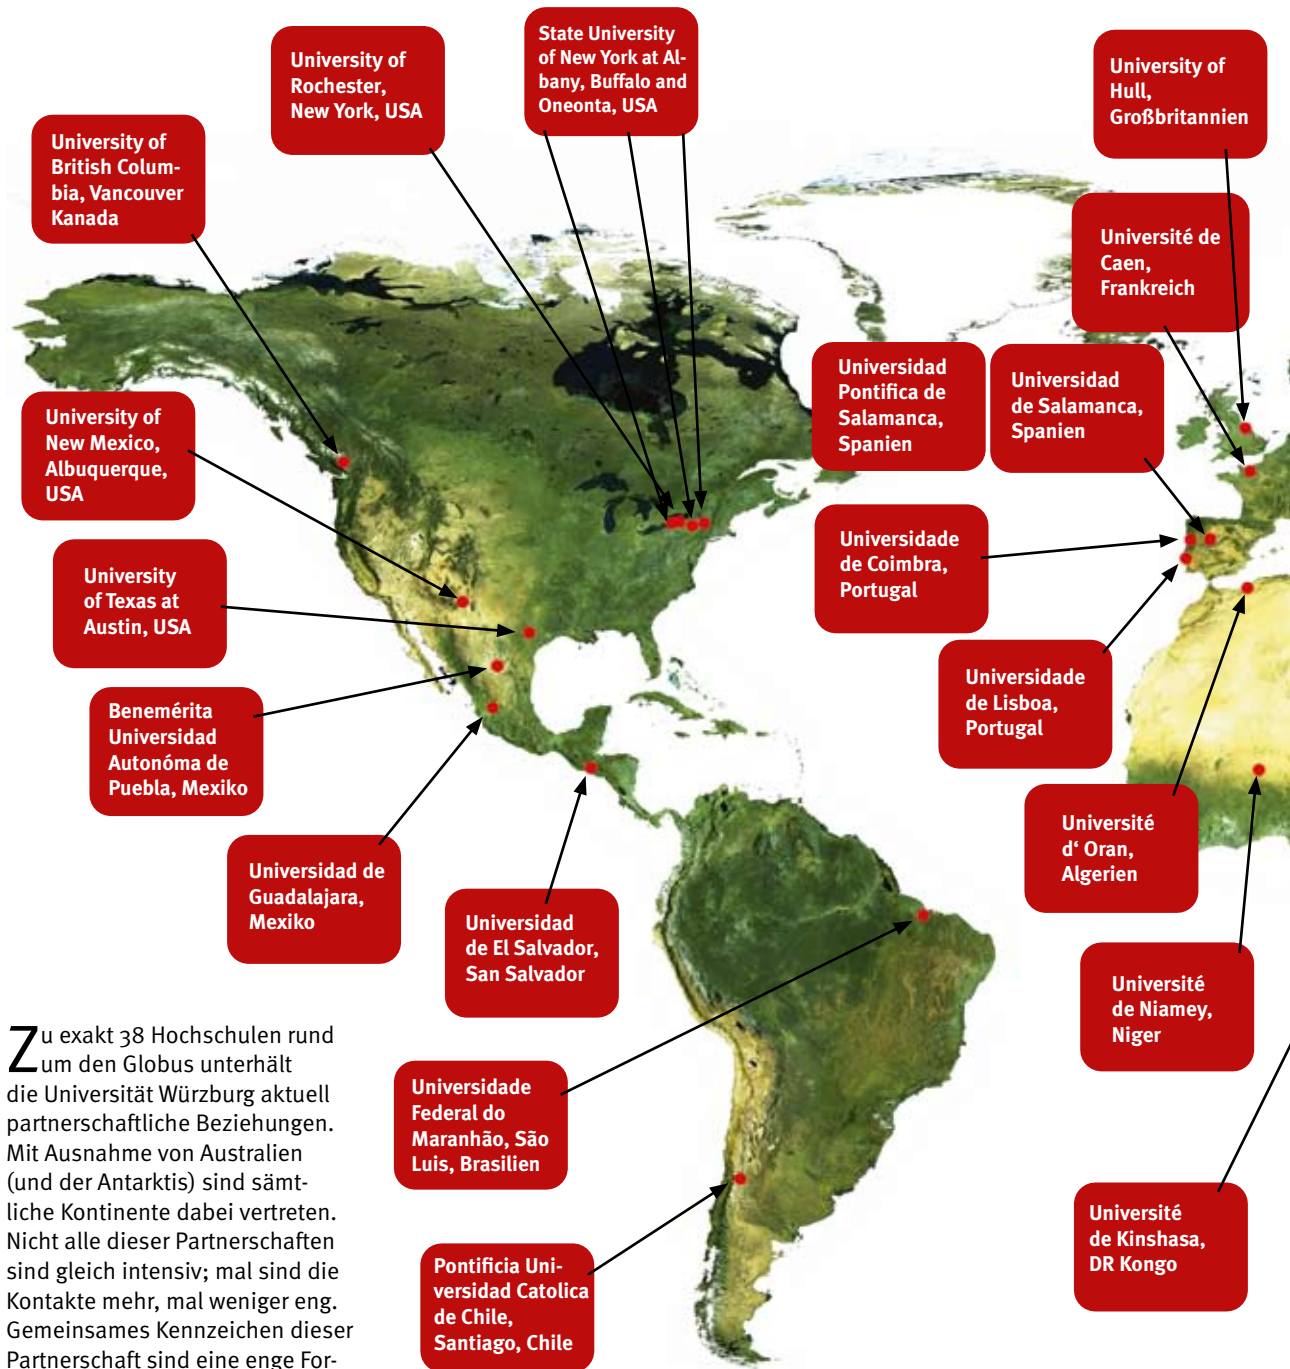 University of
Rochester,
New York, USA
State University
of New York at Al-
bany, Buffalo and
Oneonta, USA
University of
Hull,
Großbritannien
University of
British Colum-
bia, Vancouver
Kanada
Université de
Caen,
Frankreich
Universidad
Pontifica de
Salamanca,
Spanien
Universidad
de Salamanca,
Spanien
University of
New Mexico,
Albuquerque,
USA
Universidade
de Coimbra,
Portugal
University
of Texas at
Austin, USA
Universidade
de Lisboa,
Portugal
Benemérita
Universidad
Autonóma de
Puebla, Mexiko
Université
d‘ Oran,
Algerien
Universidad de
Guadalajara,
Mexiko
Universidad
de El Salvador,
San Salvador
Université
de Niamey,
Niger
Zu exakt 38 Hochschulen rund
um den Globus unterhält
die Universität Würzburg aktuell
partnerschaftliche Beziehungen.
Mit Ausnahme von Australien
(und der Antarktis) sind sämt-
liche Kontinente dabei vertreten.
Nicht alle dieser Partnerschaften
sind gleich intensiv; mal sind die
Kontakte mehr, mal weniger eng.
Gemeinsames Kennzeichen dieser
Partnerschaft sind eine enge For-
Universidade
Federal do
Maranhão, São
Luis, Brasilien
Université
de Kinshasa,
DR Kongo
Pontificia Uni-
versidad Catolica
de Chile,
Santiago, Chile